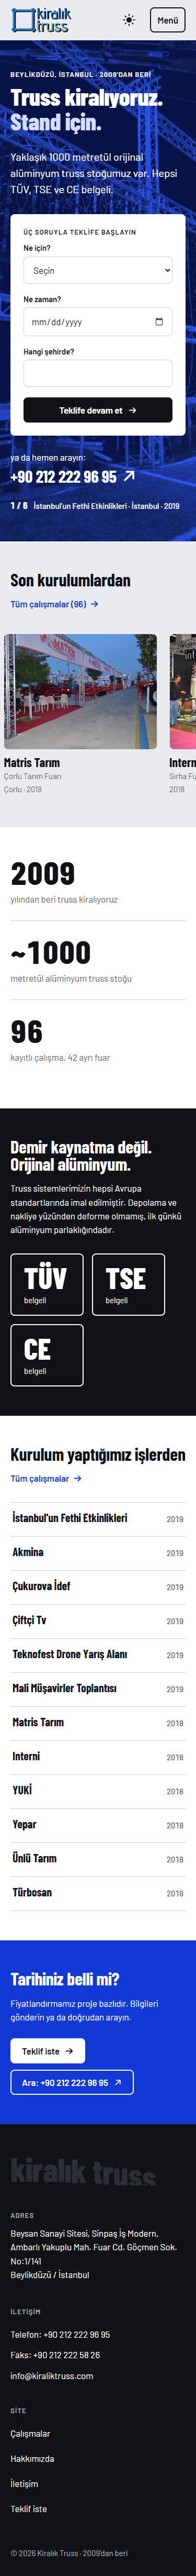 kiralık
truss
Menü
BEYLİKDÜZÜ, İSTANBUL · 2009'DAN BERİ
Truss kiralıyoruz.
Stand için.
Yaklaşık 1000 metretül orijinal
alüminyum truss stoğumuz var. Hepsi
TÜV, TSE ve CE belgeli.
ÜÇ SORUYLA TEKLİFE BAŞLAYIN
Ne için?
Seçin
Ne zaman?
mm/dd/yyyy
Hangi şehirde?
Teklife devam et →
ya da hemen arayın:
+90 212 222 96 95 ↗
1 / 6 İstanbul'un Fethi Etkinlikleri · İstanbul · 2019
Son kurulumlardan
Tüm çalışmalar (96) →
Matris Tarım
Çorlu Tarım Fuarı
Çorlu · 2018
Intern
Sirha Fu
2018
2009
yılından beri truss kiralıyoruz
~1000
metretül alüminyum truss stoğu
96
kayıtlı çalışma, 42 ayrı fuar
Demir kaynatma değil.
Orijinal alüminyum.
Truss sistemlerimizin hepsi Avrupa
standartlarında imal edilmiştir. Depolama ve
nakliye yüzünden deforme olmamış, ilk günkü
alüminyum parlaklığındadır.
TÜV
belgeli
TSE
belgeli
CE
belgeli
Kurulum yaptığımız işlerden
Tüm çalışmalar →
İstanbul'un Fethi Etkinlikleri 2019
Akmina 2019
Çukurova İdef 2019
Çiftçi Tv 2019
Teknofest Drone Yarış Alanı 2019
Mali Müşavirler Toplantısı 2019
Matris Tarım 2018
Interni 2018
YUKİ 2018
Yepar 2018
Ünlü Tarım 2018
Türbosan 2018
Tarihiniz belli mi?
Fiyatlandırmamız proje bazlıdır. Bilgileri
gönderin ya da doğrudan arayın.
Teklif iste →
Ara: +90 212 222 96 95 ↗
kiralık truss
ADRES
Beysan Sanayi Sitesi, Sinpaş İş Modern,
Ambarlı Yakuplu Mah. Fuar Cd. Göçmen Sok.
No:1/141
Beylikdüzü / İstanbul
İLETİŞİM
Telefon: +90 212 222 96 95
Faks: +90 212 222 58 26
info@kiraliktruss.com
SİTE
Çalışmalar
Hakkımızda
İletişim
Teklif iste
© 2026 Kiralık Truss · 2009'dan beri